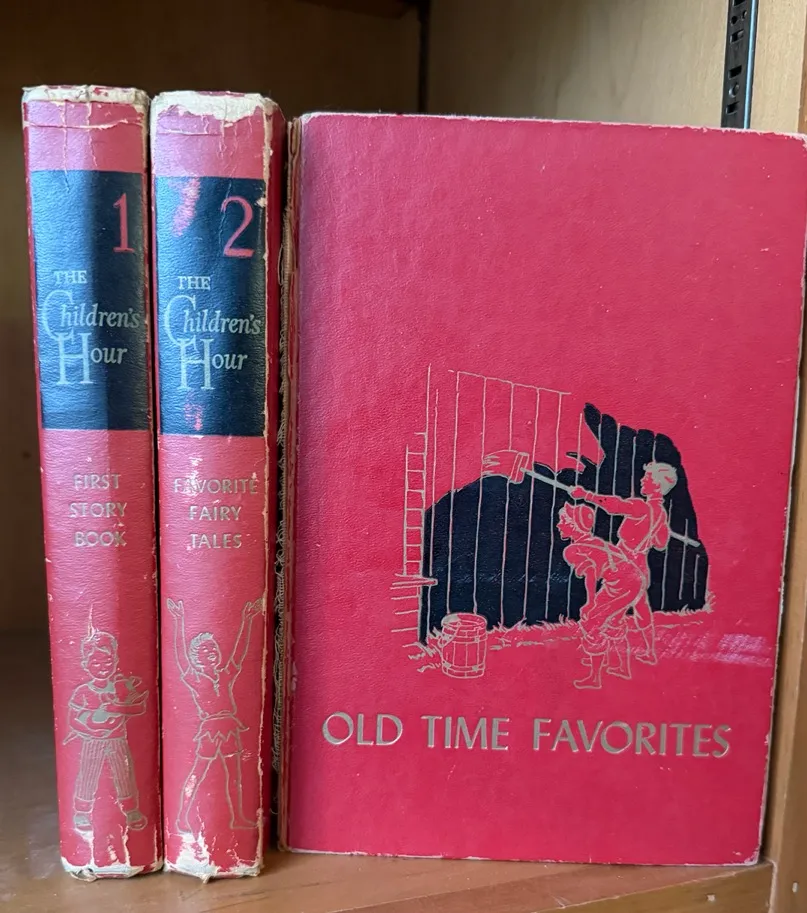 1
THE
Children's
Hour
FIRST
STORY
BOOK
2
THE
Children's
Hour
FAVORITE
FAIRY
TALES
OLD TIME FAVORITES